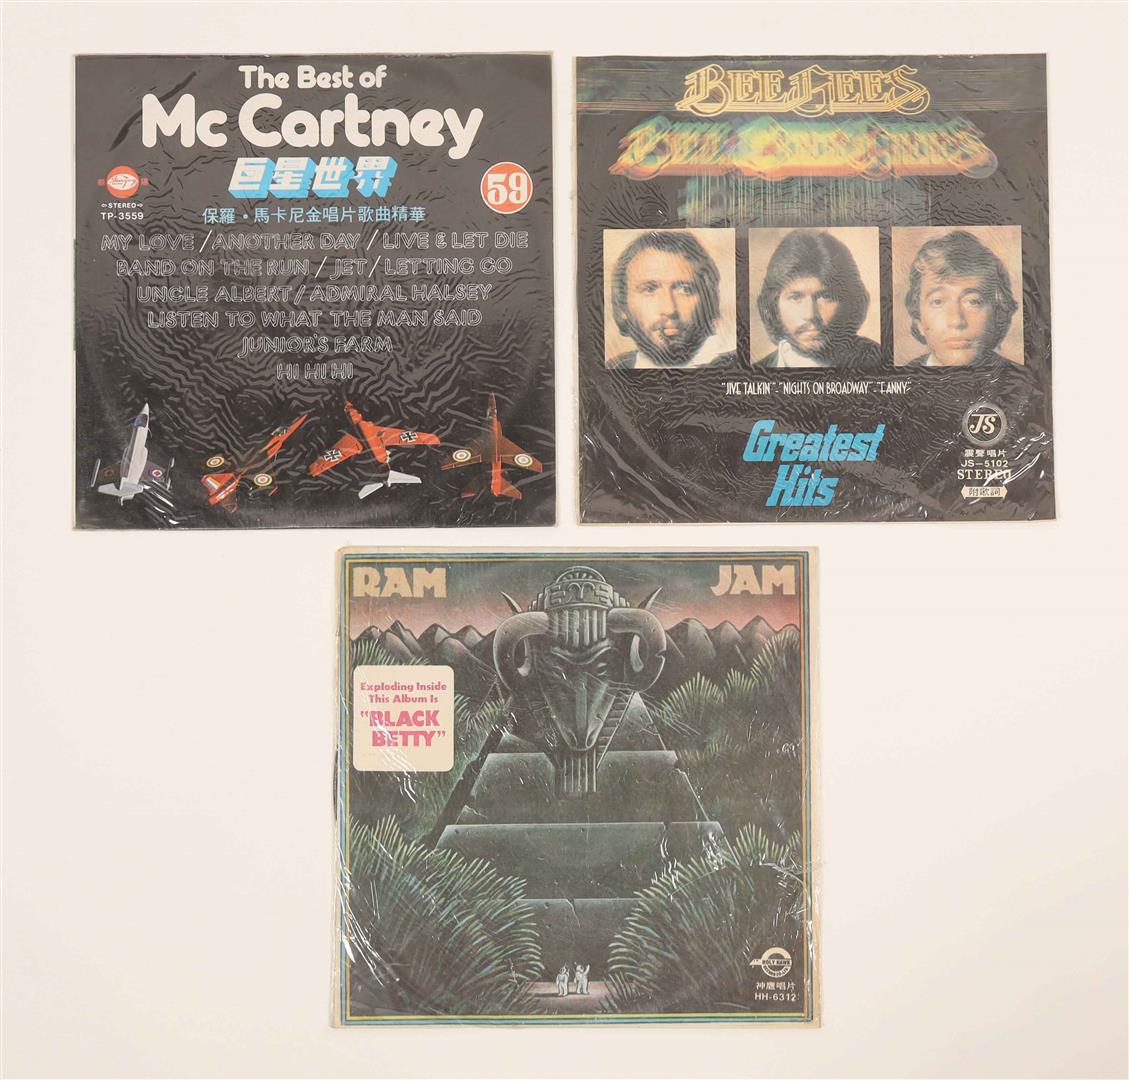 The Best of
McCartney
巨星世界
59
STEREO
TP-3559
保羅・馬卡尼金唱片歌曲精華
MY LOVE / ANOTHER DAY / LIVE & LET DIE
BAND ON THE RUN / JET / LETTING GO
UNCLE ALBERT / ADMIRAL HALSEY
LISTEN TO WHAT THE MAN SAID
JUNIOR'S FARM
HI HI HI
BEE GEES
"JIVE TALKIN"-"NIGHTS ON BROADWAY"-"FANNY"
Greatest
Hits
JS
震聲唱片
JS-5102
STEREO
附歌詞
RAM JAM
Exploding Inside
This Album Is
"BLACK
BETTY"
HOLY HAWK
神鷹唱片
HH-6312